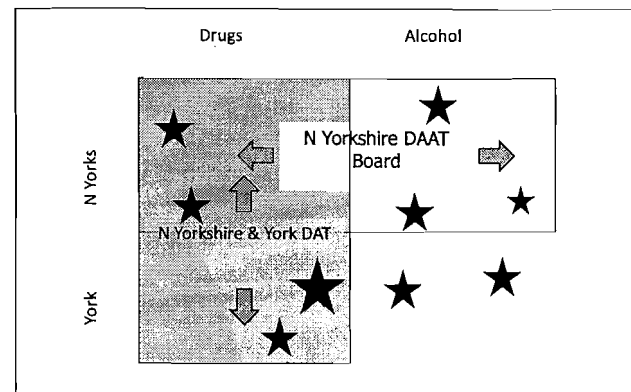 Drugs
Alcohol
N Yorks
N Yorkshire DAAT
Board
N Yorkshire & York DAT
York